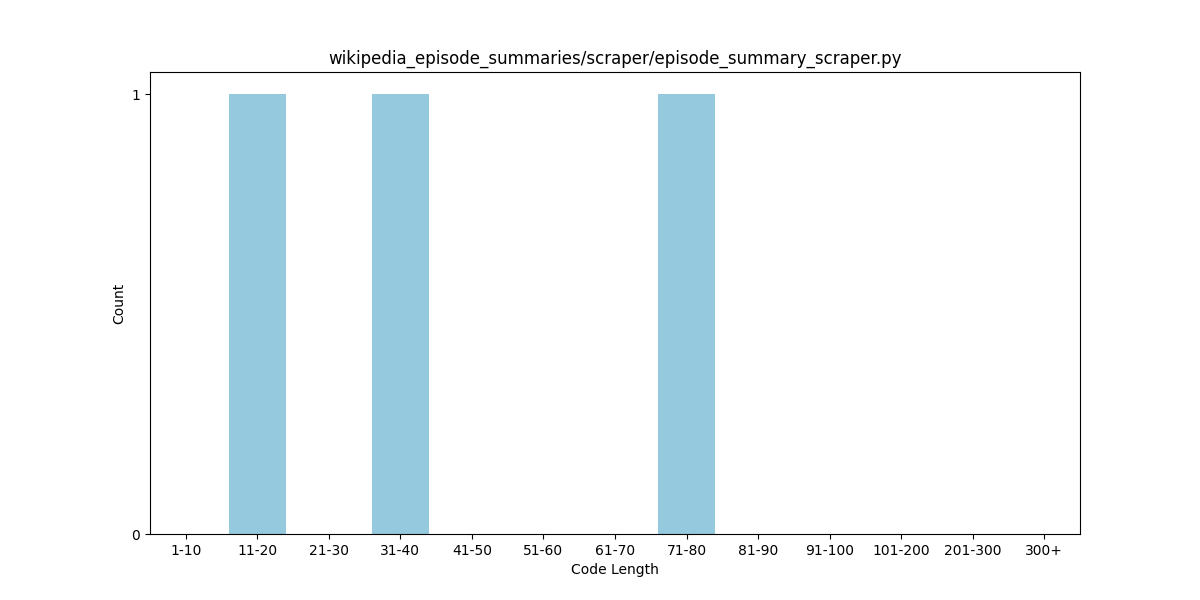 wikipedia_episode_summaries/scraper/episode_summary_scraper.py
1
Count
0
1-10 11-20 21-30 31-40 41-50 51-60 61-70 71-80 81-90 91-100 101-200 201-300 300+
Code Length